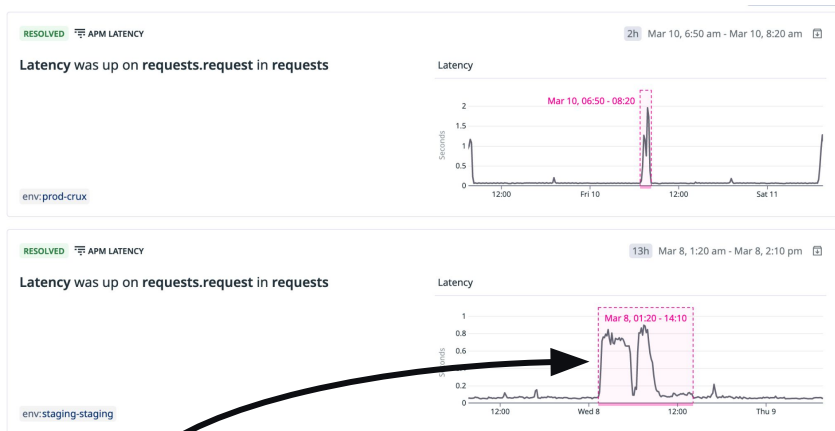 RESOLVED APM LATENCY
2h Mar 10, 6:50 am - Mar 10, 8:20 am
Latency was up on requests.request in requests
Latency
Mar 10, 06:50 - 08:20
2
1.5
1
0.5
0
Seconds
12:00 Fri 10 12:00 Sat 11
env:prod-crux
RESOLVED APM LATENCY
13h Mar 8, 1:20 am - Mar 8, 2:10 pm
Latency was up on requests.request in requests
Latency
Mar 8, 01:20 - 14:10
1
0.8
0.6
0.2
0
12:00 Wed 8 12:00 Thu 9
env:staging-staging